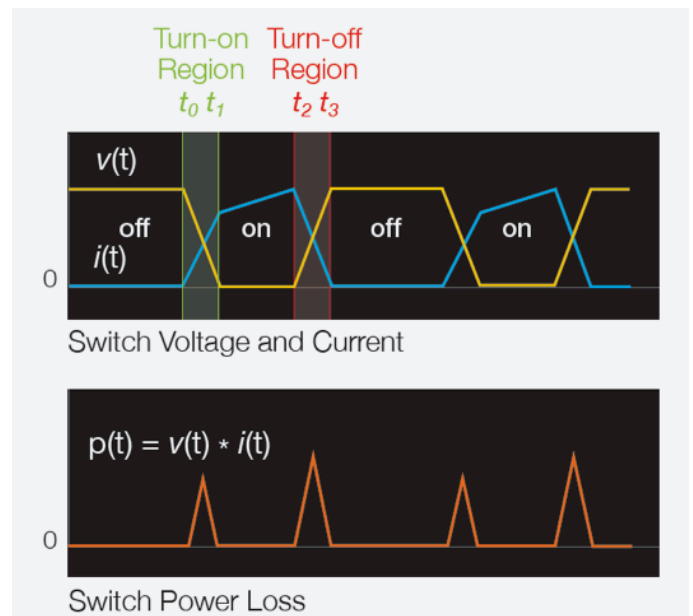 Turn-on Turn-off
Region Region
t₀ t₁ t₂ t₃
v(t)
off on off on
i(t)
0
Switch Voltage and Current
p(t) = v(t) * i(t)
0
Switch Power Loss